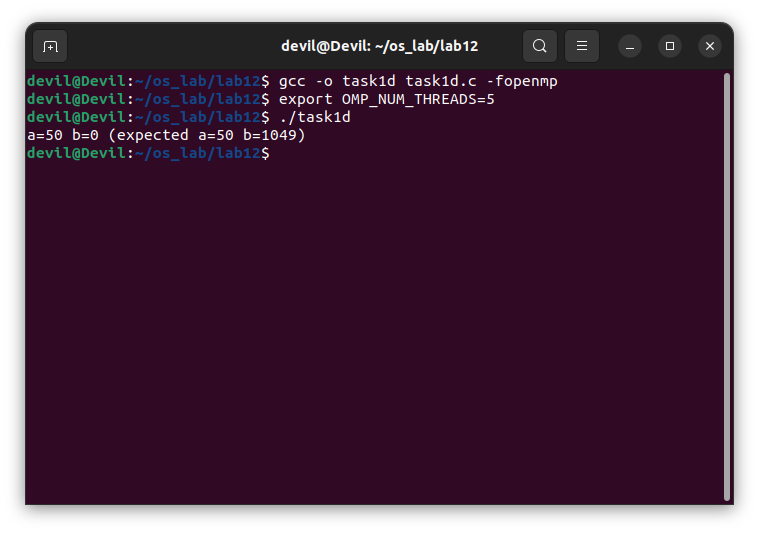 devil@Devil: ~/os_lab/lab12
devil@Devil:~/os_lab/lab12$ gcc -o task1d task1d.c -fopenmp
devil@Devil:~/os_lab/lab12$ export OMP_NUM_THREADS=5
devil@Devil:~/os_lab/lab12$ ./task1d
a=50 b=0 (expected a=50 b=1049)
devil@Devil:~/os_lab/lab12$